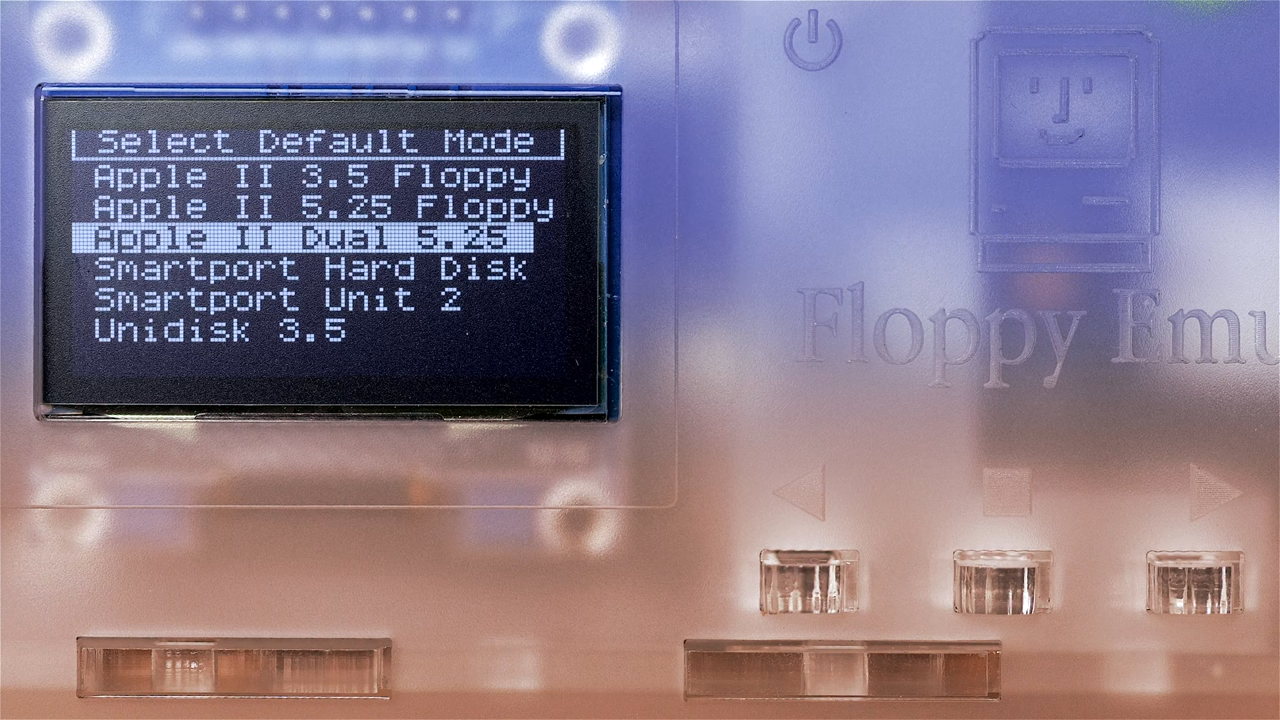 Select Default Mode
Apple II 3.5 Floppy
Apple II 5.25 Floppy
Apple II Dual 5.25
Smartport Hard Disk
Smartport Unit 2
Unidisk 3.5
Floppy Emu